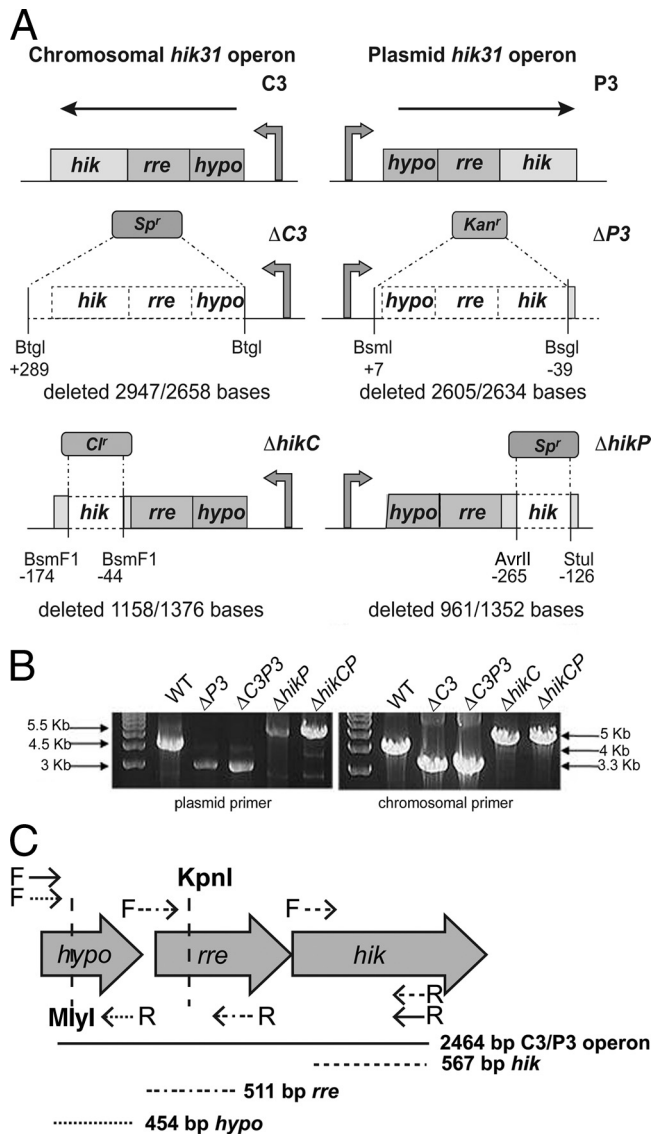 A
Chromosomal hik31 operon
Plasmid hik31 operon
C3
P3
hik rre hypo
hypo rre hik
Spr
ΔC3
Kanr
ΔP3
hik rre hypo
hypo rre hik
BtgI
BtgI
BsmI
BsgI
+289
+7
-39
deleted 2947/2658 bases
deleted 2605/2634 bases
Clr
ΔhikC
Spr
ΔhikP
hik rre hypo
hypo rre hik
BsmF1
BsmF1
AvrII
StuI
-174
-44
-265
-126
deleted 1158/1376 bases
deleted 961/1352 bases
B
WT ΔP3 ΔC3P3 ΔhikP ΔhikCP
WT ΔC3 ΔC3P3 ΔhikC ΔhikCP
5.5 Kb
4.5 Kb
3 Kb
5 Kb
4 Kb
3.3 Kb
plasmid primer
chromosomal primer
C
F
F
KpnI
F
F
hypo rre hik
MlyI
R
R
R
R
2464 bp C3/P3 operon
567 bp hik
511 bp rre
454 bp hypo